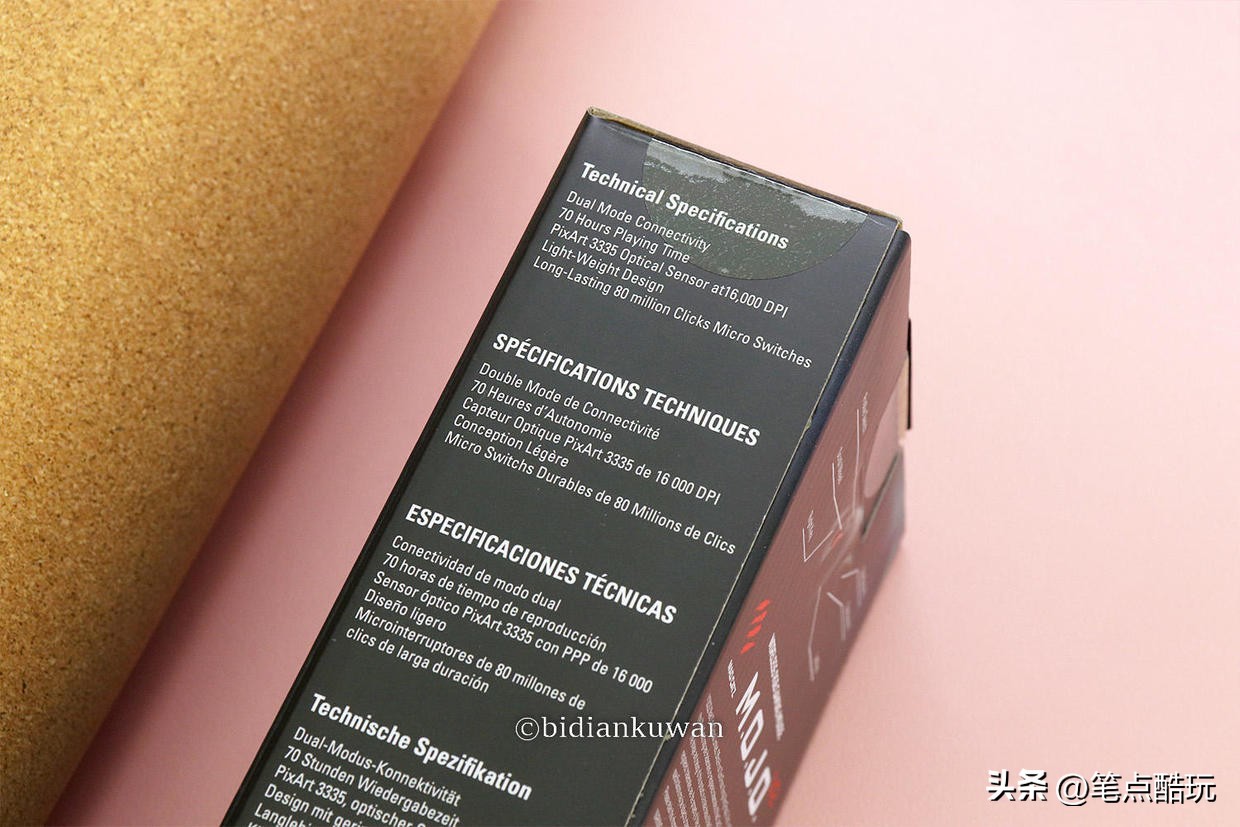 Technical Specifications
Dual Mode Connectivity
70 Hours Playing Time
PixArt 3335 Optical Sensor at16,000 DPI
Light-Weight Design
Long-Lasting 80 million Clicks Micro Switches
SPÉCIFICATIONS TECHNIQUES
Double Mode de Connectivité
70 Heures d'Autonomie
Capteur Optique PixArt 3335 de 16 000 DPI
Conception Légère
Micro Switchs Durables de 80 Millions de Clics
ESPECIFICACIONES TÉCNICAS
Conectividad de modo dual
70 horas de tiempo de reproducción
Sensor óptico PixArt 3335 con PPP de 16 000
Diseño ligero
Microinterruptores de 80 millones de
clics de larga duración
Technische Spezifikation
Dual-Modus-Konnektivität
70 Stunden Wiedergabezeit
PixArt 3335, optischer
Design mit
M.O.J.O.
©bidiankuwan
头条 @笔点酷玩